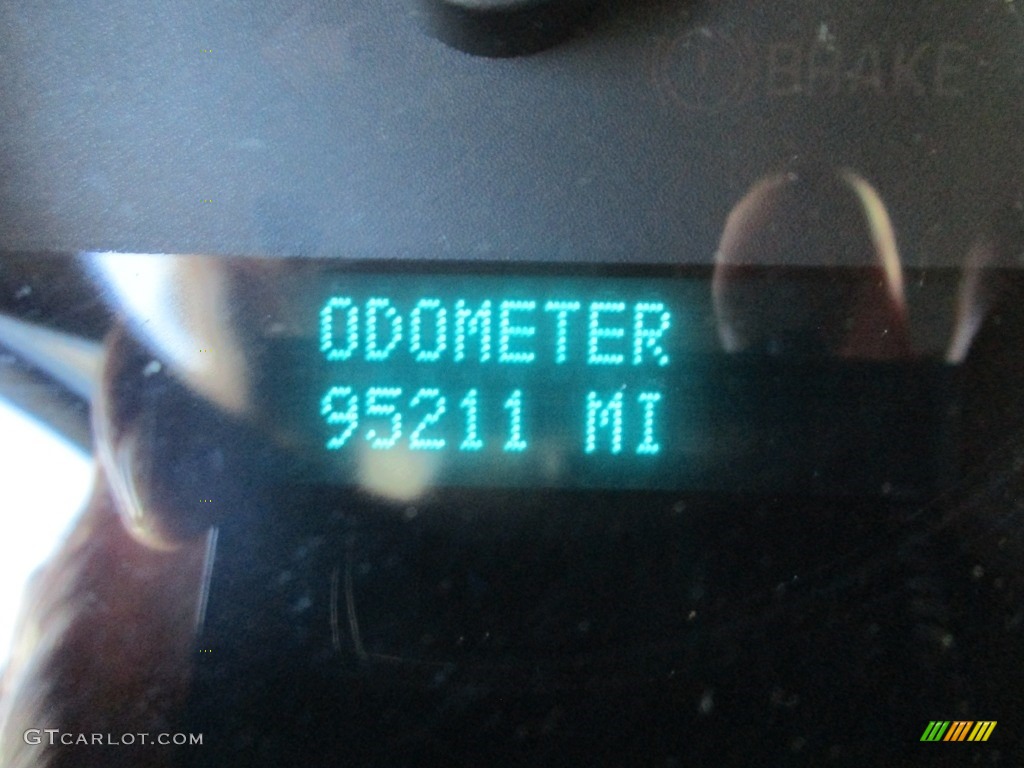 BRAKE
ODOMETER
95211 MI
GTCARLOT.COM